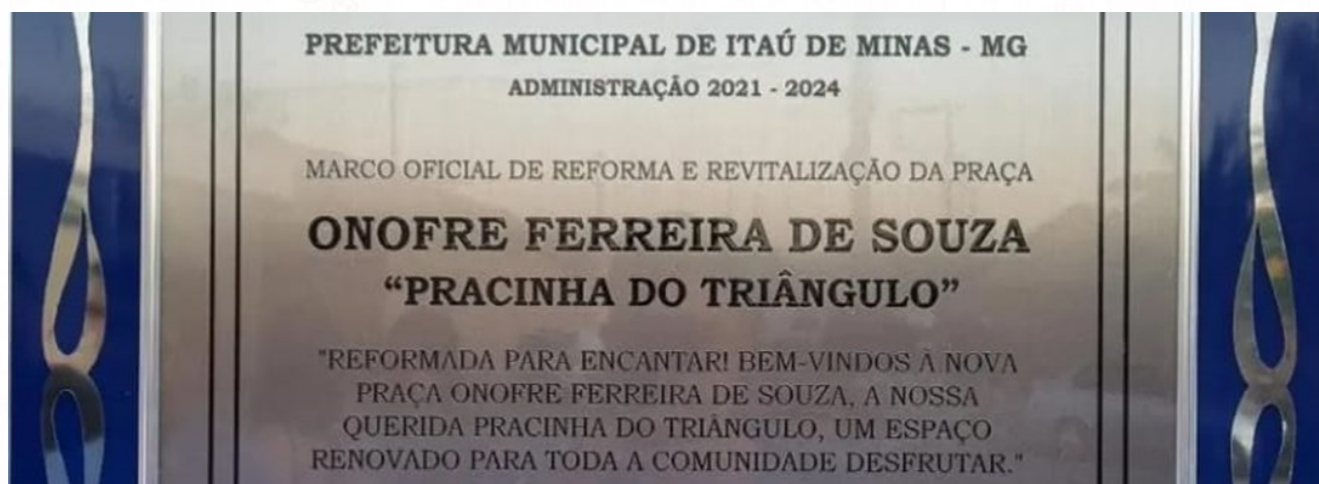 PREFEITURA MUNICIPAL DE ITAÚ DE MINAS - MG
ADMINISTRAÇÃO 2021 - 2024
MARCO OFICIAL DE REFORMA E REVITALIZAÇÃO DA PRAÇA
ONOFRE FERREIRA DE SOUZA
“PRACINHA DO TRIÂNGULO”
"REFORMADA PARA ENCANTAR! BEM-VINDOS À NOVA
PRAÇA ONOFRE FERREIRA DE SOUZA, A NOSSA
QUERIDA PRACINHA DO TRIÂNGULO, UM ESPAÇO
RENOVADO PARA TODA A COMUNIDADE DESFRUTAR."